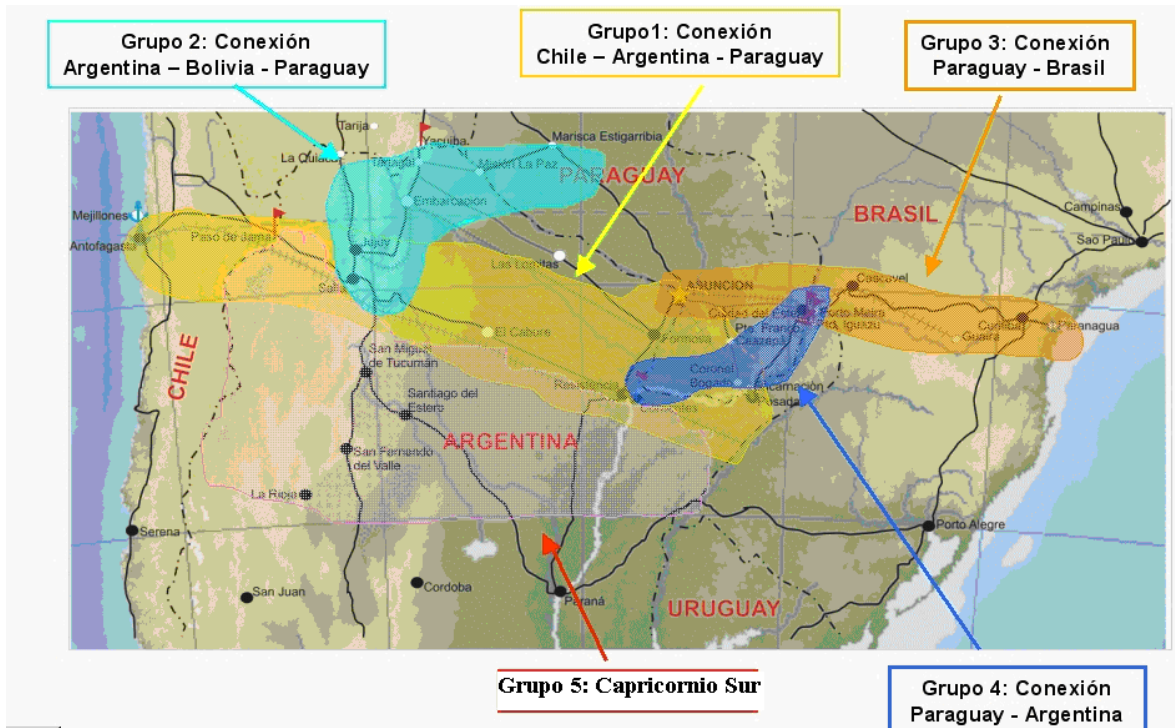 Grupo 2: Conexión
Argentina – Bolivia - Paraguay
Grupo1: Conexión
Chile – Argentina - Paraguay
Grupo 3: Conexión
Paraguay - Brasil
Tarija
Yacuiba
La Quiaca
Tartagal
Marisca Estigarribia
Misión La Paz
PARAGUAY
Embarcación
BRASIL
Campinas
Mejillones
Sao Paulo
Antofagasta
Paso de Jama
Jujuy
Las Lomitas
Salta
ASUNCION
Cascavel
Ciudad del Este
Porto Meira
Pto. Iguazu
Pto. Franco
Caazapá
Curitiba
Paranagua
Guaira
El Cabure
Formosa
CHILE
San Miguel
de Tucumán
Coronel
Bogado
Resistencia
Encarnación
Posadas
Corrientes
Santiago del
Estero
ARGENTINA
San Fernando
del Valle
La Rioja
Serena
Porto Alegre
San Juan
Cordoba
Paraná
URUGUAY
Grupo 5: Capricornio Sur
Grupo 4: Conexión
Paraguay - Argentina